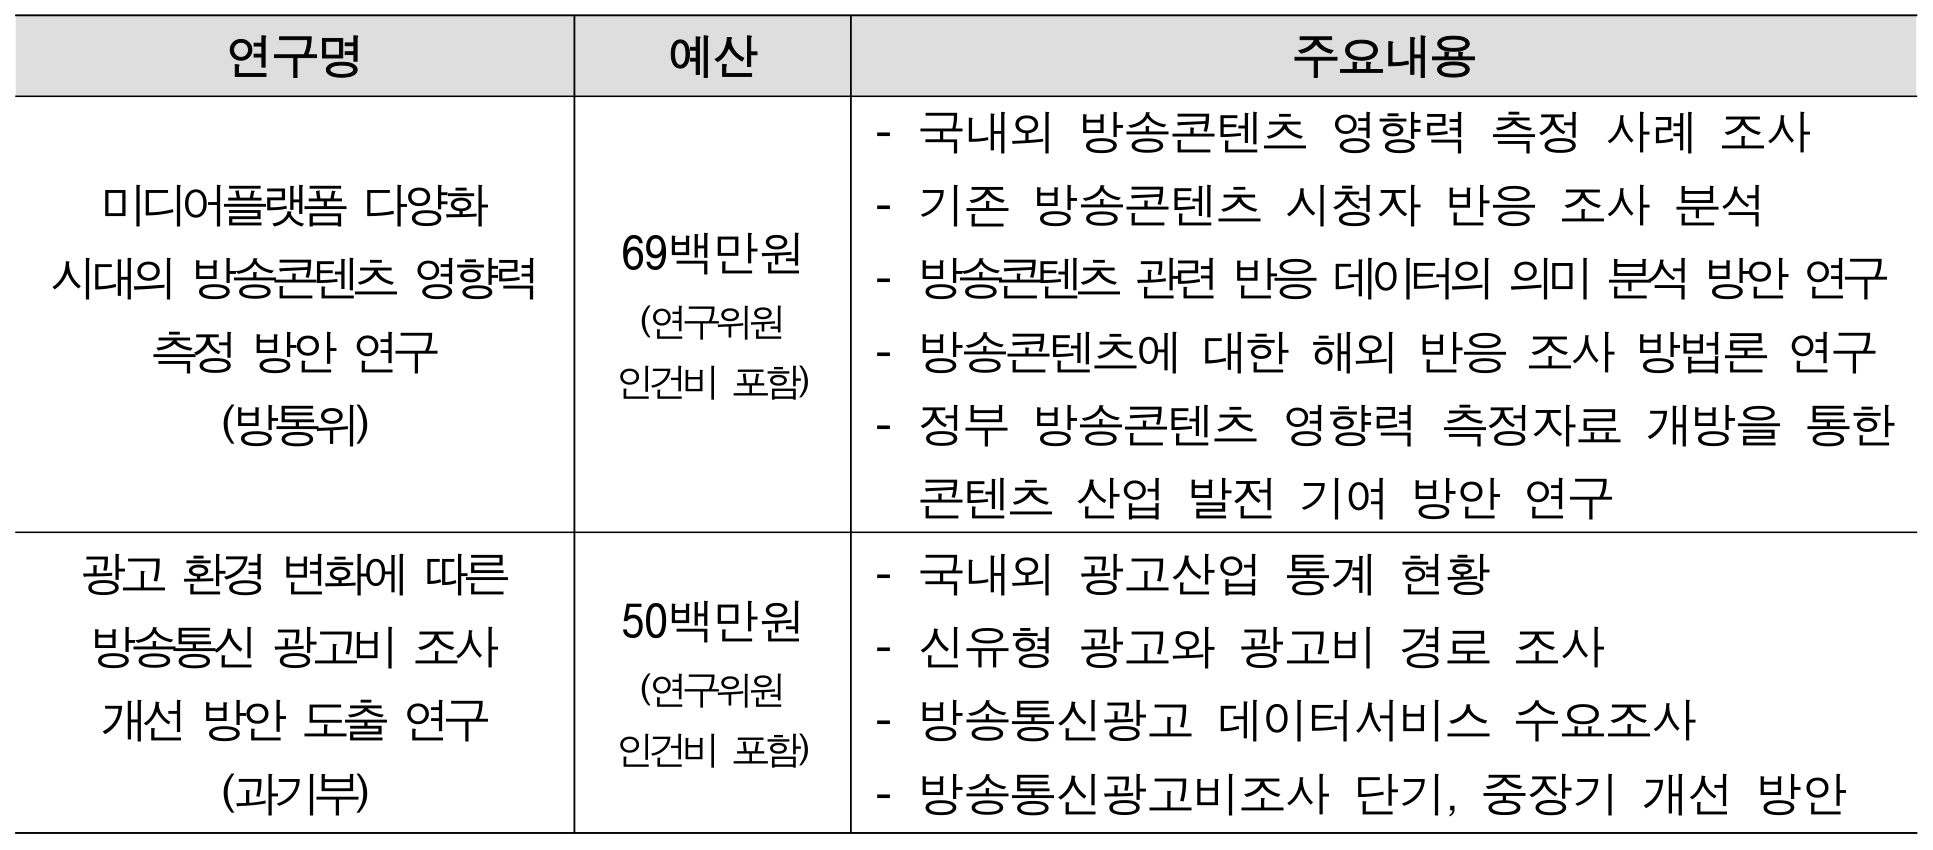 연구명 예산 주요내용
미디어플랫폼 다양화
시대의 방송콘텐츠 영향력
측정 방안 연구
(방통위)
69백만원
(연구위원
인건비 포함)
- 국내외 방송콘텐츠 영향력 측정 사례 조사
- 기존 방송콘텐츠 시청자 반응 조사 분석
- 방송콘텐츠 관련 반응 데이터의 의미 분석 방안 연구
- 방송콘텐츠에 대한 해외 반응 조사 방법론 연구
- 정부 방송콘텐츠 영향력 측정자료 개방을 통한
콘텐츠 산업 발전 기여 방안 연구
광고 환경 변화에 따른
방송통신 광고비 조사
개선 방안 도출 연구
(과기부)
50백만원
(연구위원
인건비 포함)
- 국내외 광고산업 통계 현황
- 신유형 광고와 광고비 경로 조사
- 방송통신광고 데이터서비스 수요조사
- 방송통신광고비조사 단기, 중장기 개선 방안